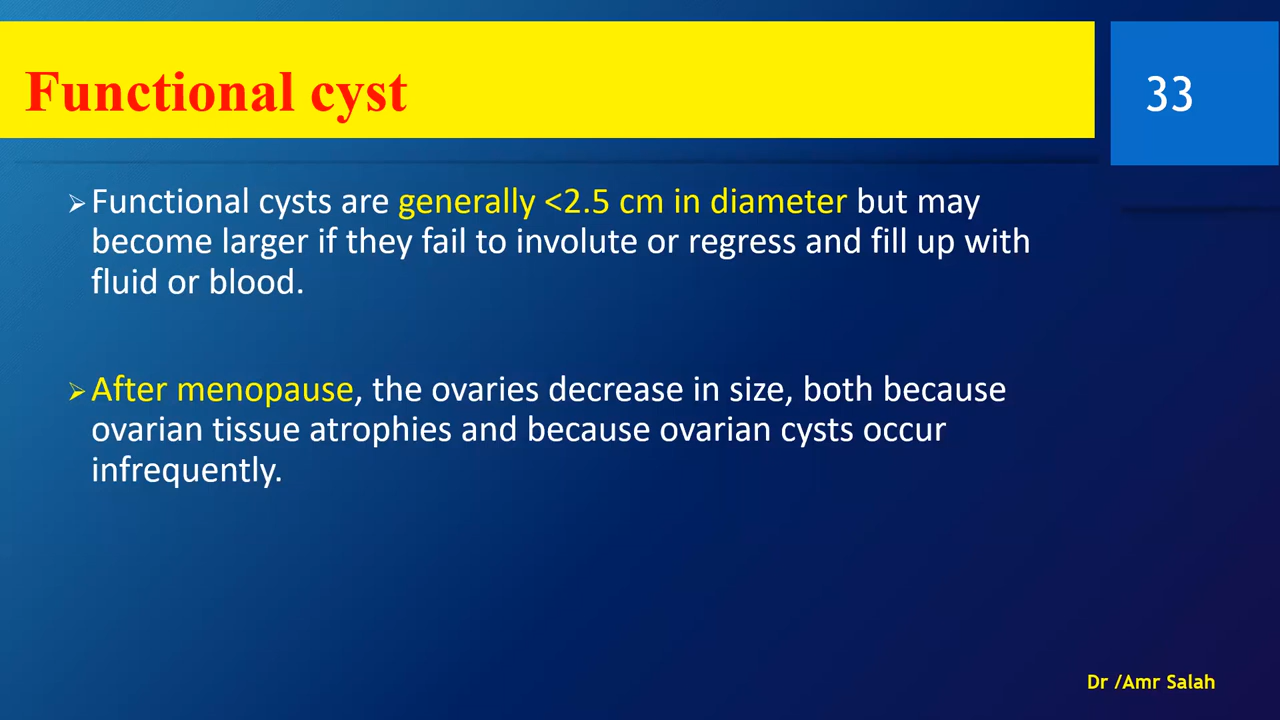 Functional cyst
33
➢Functional cysts are generally <2.5 cm in diameter but may
become larger if they fail to involute or regress and fill up with
fluid or blood.
➢After menopause, the ovaries decrease in size, both because
ovarian tissue atrophies and because ovarian cysts occur
infrequently.
Dr /Amr Salah